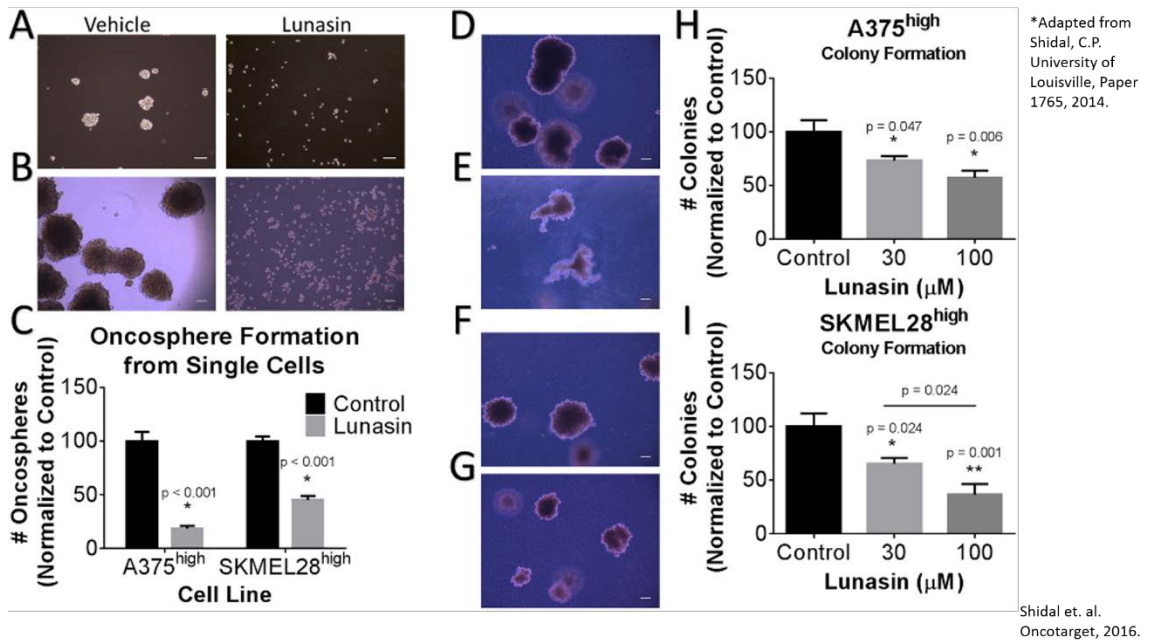 A
Vehicle
Lunasin
B
C
Oncosphere Formation
from Single Cells
# Oncospheres
(Normalized to Control)
150
100
50
0
Control
Lunasin
p < 0.001
*
p < 0.001
*
A375high
SKMEL28high
Cell Line
D
E
F
G
H
A375high
Colony Formation
# Colonies
(Normalized to Control)
150
100
50
0
p = 0.047
*
p = 0.006
*
Control
30
100
Lunasin (μM)
I
SKMEL28high
Colony Formation
# Colonies
(Normalized to Control)
150
100
50
0
p = 0.024
p = 0.024
*
p = 0.001
**
Control
30
100
Lunasin (μM)
*Adapted from
Shidal, C.P.
University of
Louisville, Paper
1765, 2014.
Shidal et. al.
Oncotarget, 2016.